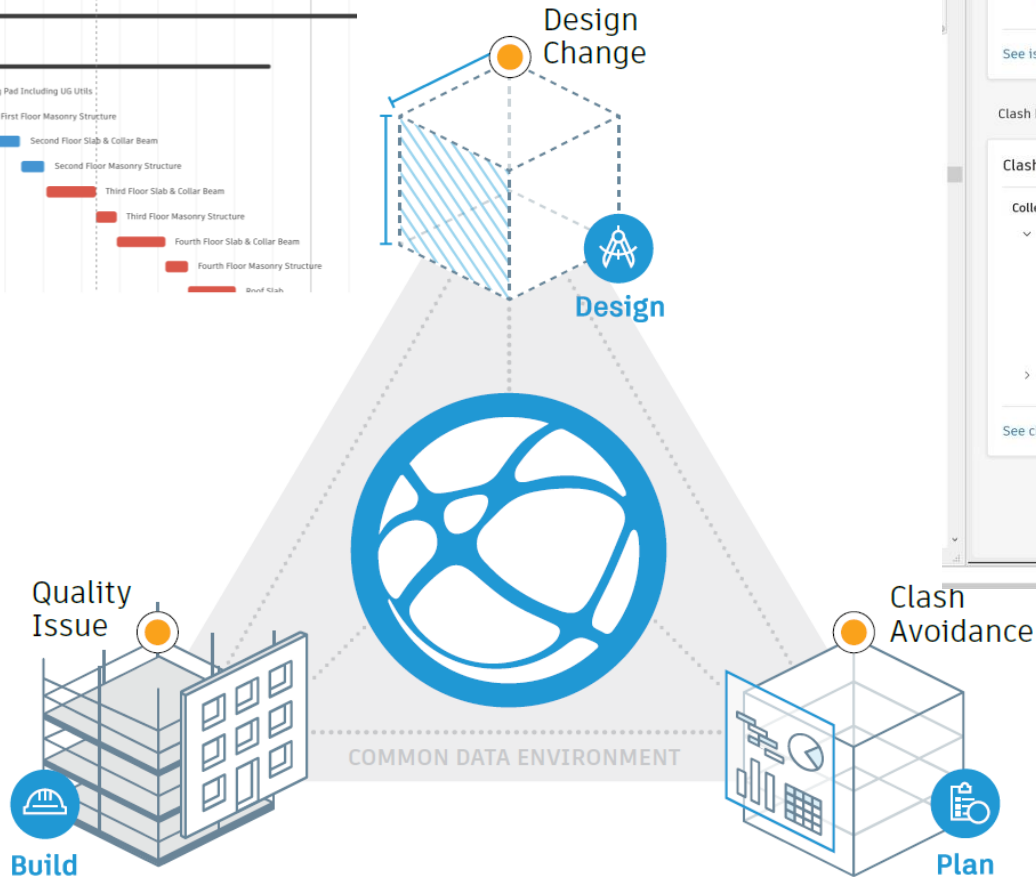 Pad Including UG Utils
First Floor Masonry Structure
Second Floor Slab & Collar Beam
Second Floor Masonry Structure
Third Floor Slab & Collar Beam
Third Floor Masonry Structure
Fourth Floor Slab & Collar Beam
Fourth Floor Masonry Structure
Roof Slab
Design
Change
Design
See is
Clash
Clash
Colle
See c
Quality
Issue
Build
COMMON DATA ENVIRONMENT
Clash
Avoidance
Plan